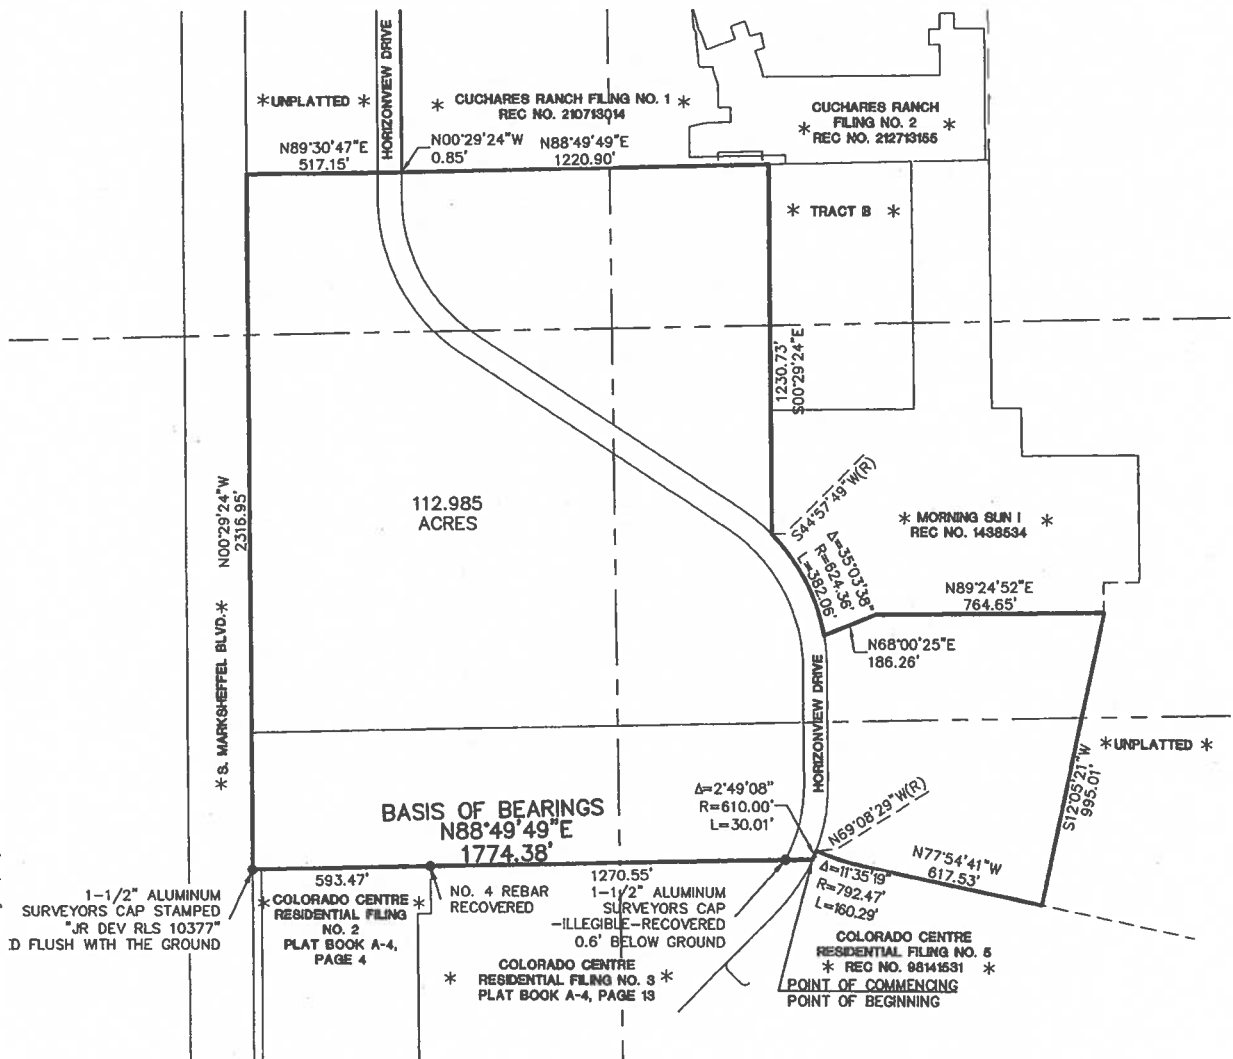 HORIZONVIEW DRIVE
*UNPLATTED *
* CUCHARES RANCH FILING NO. 1 *
REC NO. 210713014
CUCHARES RANCH
* FILING NO. 2 *
REC NO. 212713155
N89°30'47"E
517.15'
N00°29'24"W
0.85'
N88°49'49"E
1220.90'
* TRACT B *
1230.73'
S00°29'24"E
S44°57'49"W(R)
Δ=35°03'38"
R=624.36'
L=382.06'
112.985
ACRES
* MORNING SUN I *
REC NO. 1438534
N00°29'24"W
2316.95'
*S. MARKSHEFFEL BLVD.*
N89°24'52"E
764.65'
N68°00'25"E
186.26'
HORIZONVIEW DRIVE
*UNPLATTED *
S12°05'21"W
995.01'
Δ=2°49'08"
R=610.00'
L=30.01'
N69°08'29"W(R)
BASIS OF BEARINGS
N88°49'49"E
1774.38'
N77°54'41"W
617.53'
Δ=11°35'19"
R=792.47'
L=160.29'
593.47'
1270.55'
1-1/2" ALUMINUM
SURVEYORS CAP STAMPED
"JR DEV RLS 10377"
D FLUSH WITH THE GROUND
* COLORADO CENTRE *
RESIDENTIAL FILING
NO. 2
PLAT BOOK A-4,
PAGE 4
NO. 4 REBAR
RECOVERED
1-1/2" ALUMINUM
SURVEYORS CAP
-ILLEGIBLE-RECOVERED
0.6' BELOW GROUND
COLORADO CENTRE
* RESIDENTIAL FILING NO. 3 *
PLAT BOOK A-4, PAGE 13
COLORADO CENTRE
RESIDENTIAL FILING NO. 5
* REC NO. 98141531 *
POINT OF COMMENCING
POINT OF BEGINNING